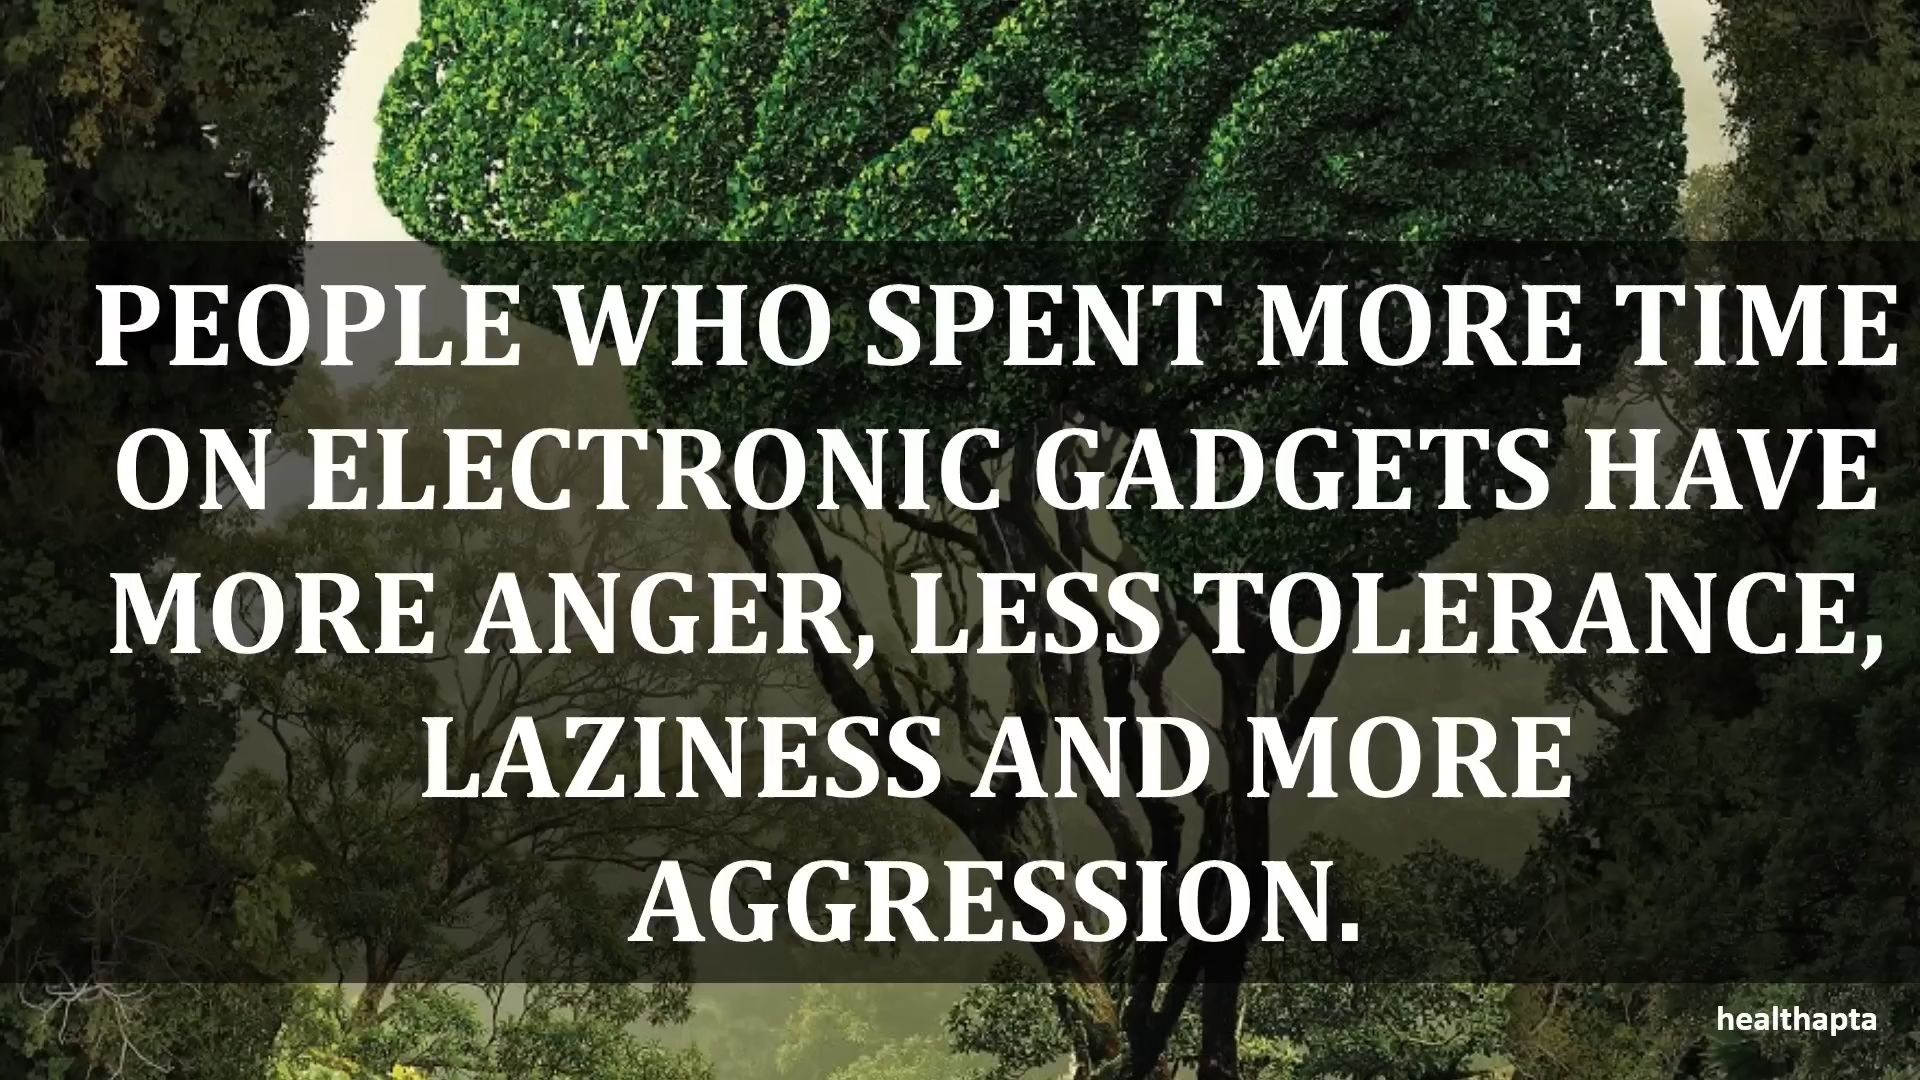 PEOPLE WHO SPENT MORE TIME
ON ELECTRONIC GADGETS HAVE
MORE ANGER, LESS TOLERANCE,
LAZINESS AND MORE
AGGRESSION.
healthapta